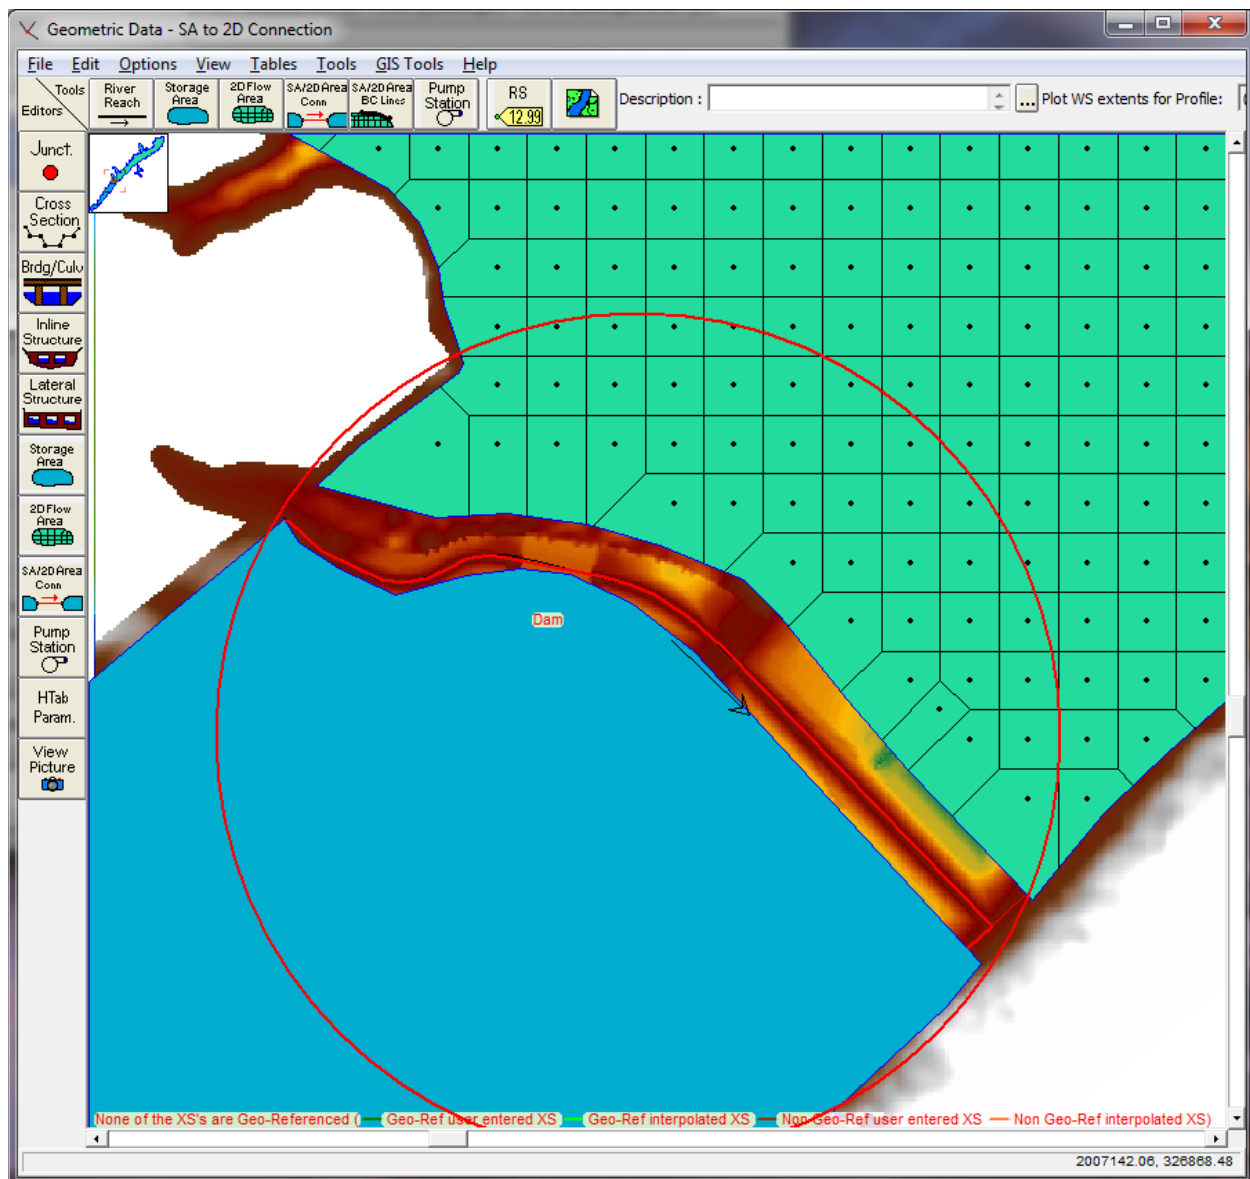 Geometric Data - SA to 2D Connection
File Edit Options View Tables Tools GIS Tools Help
Tools
Editors
River
Reach
Storage
Area
2D Flow
Area
SA/2D Area
Conn
SA/2D Area
BC Lines
Pump
Station
RS
12.99
Description :
...
Plot WS extents for Profile:
Junct.
Cross
Section
Brdg/Culv
Inline
Structure
Lateral
Structure
Storage
Area
2D Flow
Area
SA/2D Area
Conn
Pump
Station
HTab
Param.
View
Picture
Dam
None of the XS's are Geo-Referenced ( Geo-Ref user entered XS Geo-Ref interpolated XS Non Geo-Ref user entered XS Non Geo-Ref interpolated XS)
2007142.06, 326868.48